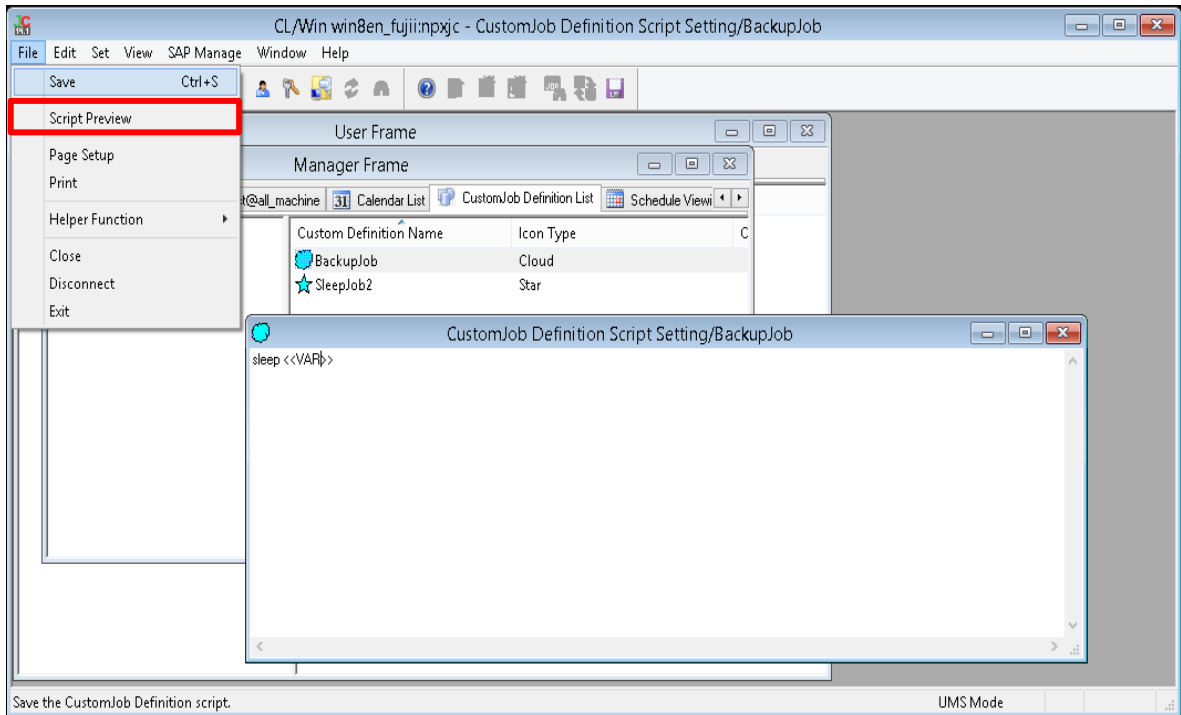 CL/Win win8en_fujii:npxjc - CustomJob Definition Script Setting/BackupJob
File Edit Set View SAP Manage Window Help
Save Ctrl+S
Script Preview
Page Setup
Print
Helper Function
Close
Disconnect
Exit
User Frame
Manager Frame
t@all_machine 31 Calendar List CustomJob Definition List Schedule Viewi
Custom Definition Name Icon Type C
BackupJob Cloud
SleepJob2 Star
CustomJob Definition Script Setting/BackupJob
sleep <<VAR>>
Save the CustomJob Definition script. UMS Mode